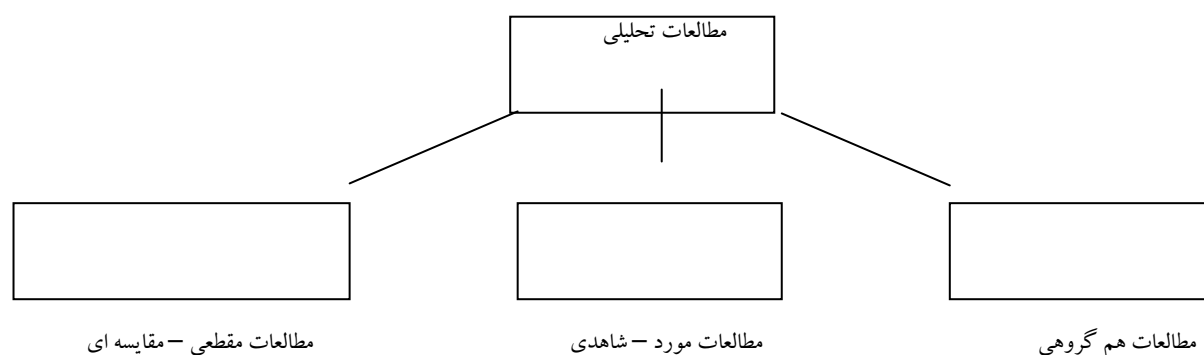 مطالعات تحلیلی
مطالعات هم گروهی
مطالعات مورد – شاهدی
مطالعات مقطعی – مقایسه ای